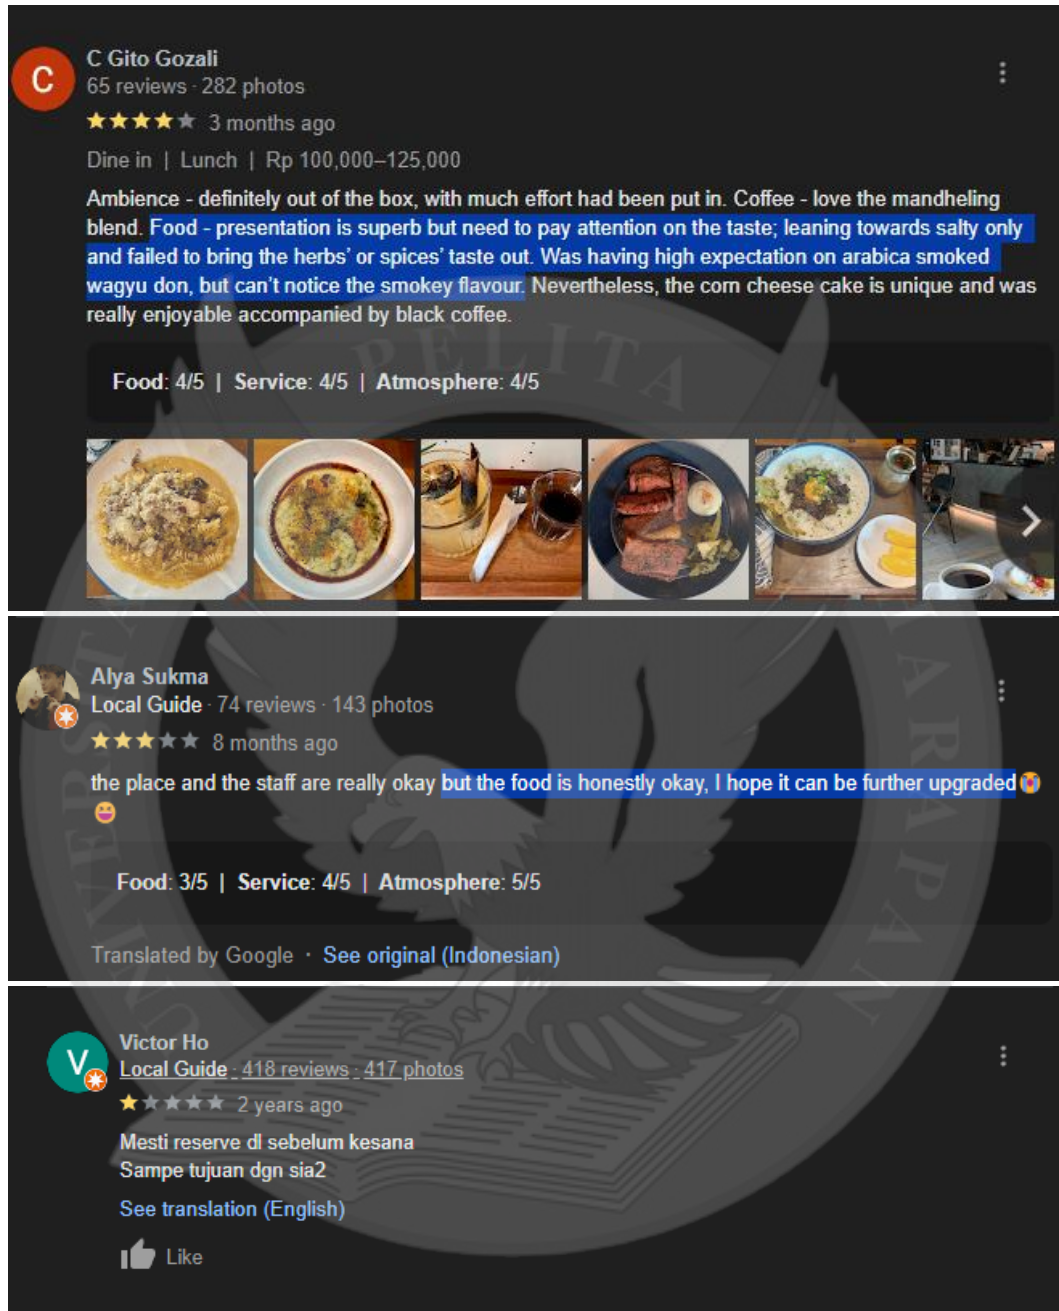 C
C Gito Gozali
65 reviews · 282 photos
3 months ago
Dine in | Lunch | Rp 100,000–125,000
Ambience - definitely out of the box, with much effort had been put in. Coffee - love the mandheling
blend. Food - presentation is superb but need to pay attention on the taste; leaning towards salty only
and failed to bring the herbs' or spices' taste out. Was having high expectation on arabica smoked
wagyu don, but can't notice the smokey flavour. Nevertheless, the corn cheese cake is unique and was
really enjoyable accompanied by black coffee.
Food: 4/5 | Service: 4/5 | Atmosphere: 4/5
Alya Sukma
Local Guide · 74 reviews · 143 photos
8 months ago
the place and the staff are really okay but the food is honestly okay, I hope it can be further upgraded😭
😆
Food: 3/5 | Service: 4/5 | Atmosphere: 5/5
Translated by Google · See original (Indonesian)
V
Victor Ho
Local Guide · 418 reviews · 417 photos
2 years ago
Mesti reserve dl sebelum kesana
Sampe tujuan dgn sia2
See translation (English)
Like
UNIVERSITAS PELITA HARAPAN